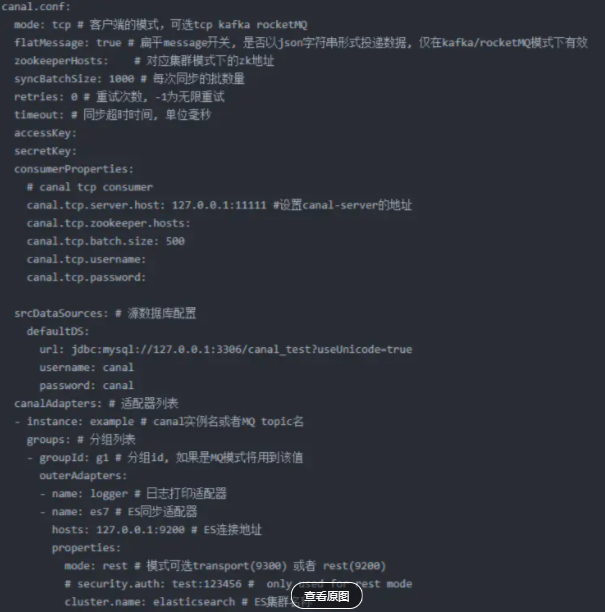 canal.conf:
  mode: tcp # 客户端的模式，可选tcp kafka rocketMQ
  flatMessage: true # 扁平message开关, 是否以json字符串形式投递数据, 仅在kafka/rocketMQ模式下有效
  zookeeperHosts:    # 对应集群模式下的zk地址
  syncBatchSize: 1000 # 每次同步的批数量
  retries: 0 # 重试次数, -1为无限重试
  timeout: # 同步超时时间, 单位毫秒
  accessKey:
  secretKey:
  consumerProperties:
    # canal tcp consumer
    canal.tcp.server.host: 127.0.0.1:11111 #设置canal-server的地址
    canal.tcp.zookeeper.hosts:
    canal.tcp.batch.size: 500
    canal.tcp.username:
    canal.tcp.password:
  srcDataSources: # 源数据库配置
    defaultDS:
      url: jdbc:mysql://127.0.0.1:3306/canal_test?useUnicode=true
      username: canal
      password: canal
  canalAdapters: # 适配器列表
  - instance: example # canal实例名或者MQ topic名
    groups: # 分组列表
    - groupId: g1 # 分组id, 如果是MQ模式将用到该值
      outerAdapters:
      - name: logger # 日志打印适配器
      - name: es7 # ES同步适配器
        hosts: 127.0.0.1:9200 # ES连接地址
        properties:
          mode: rest # 模式可选transport(9300) 或者 rest(9200)
          # security.auth: test:123456 #  only used for rest mode
          cluster.name: elasticsearch # ES集群名称
查看原图